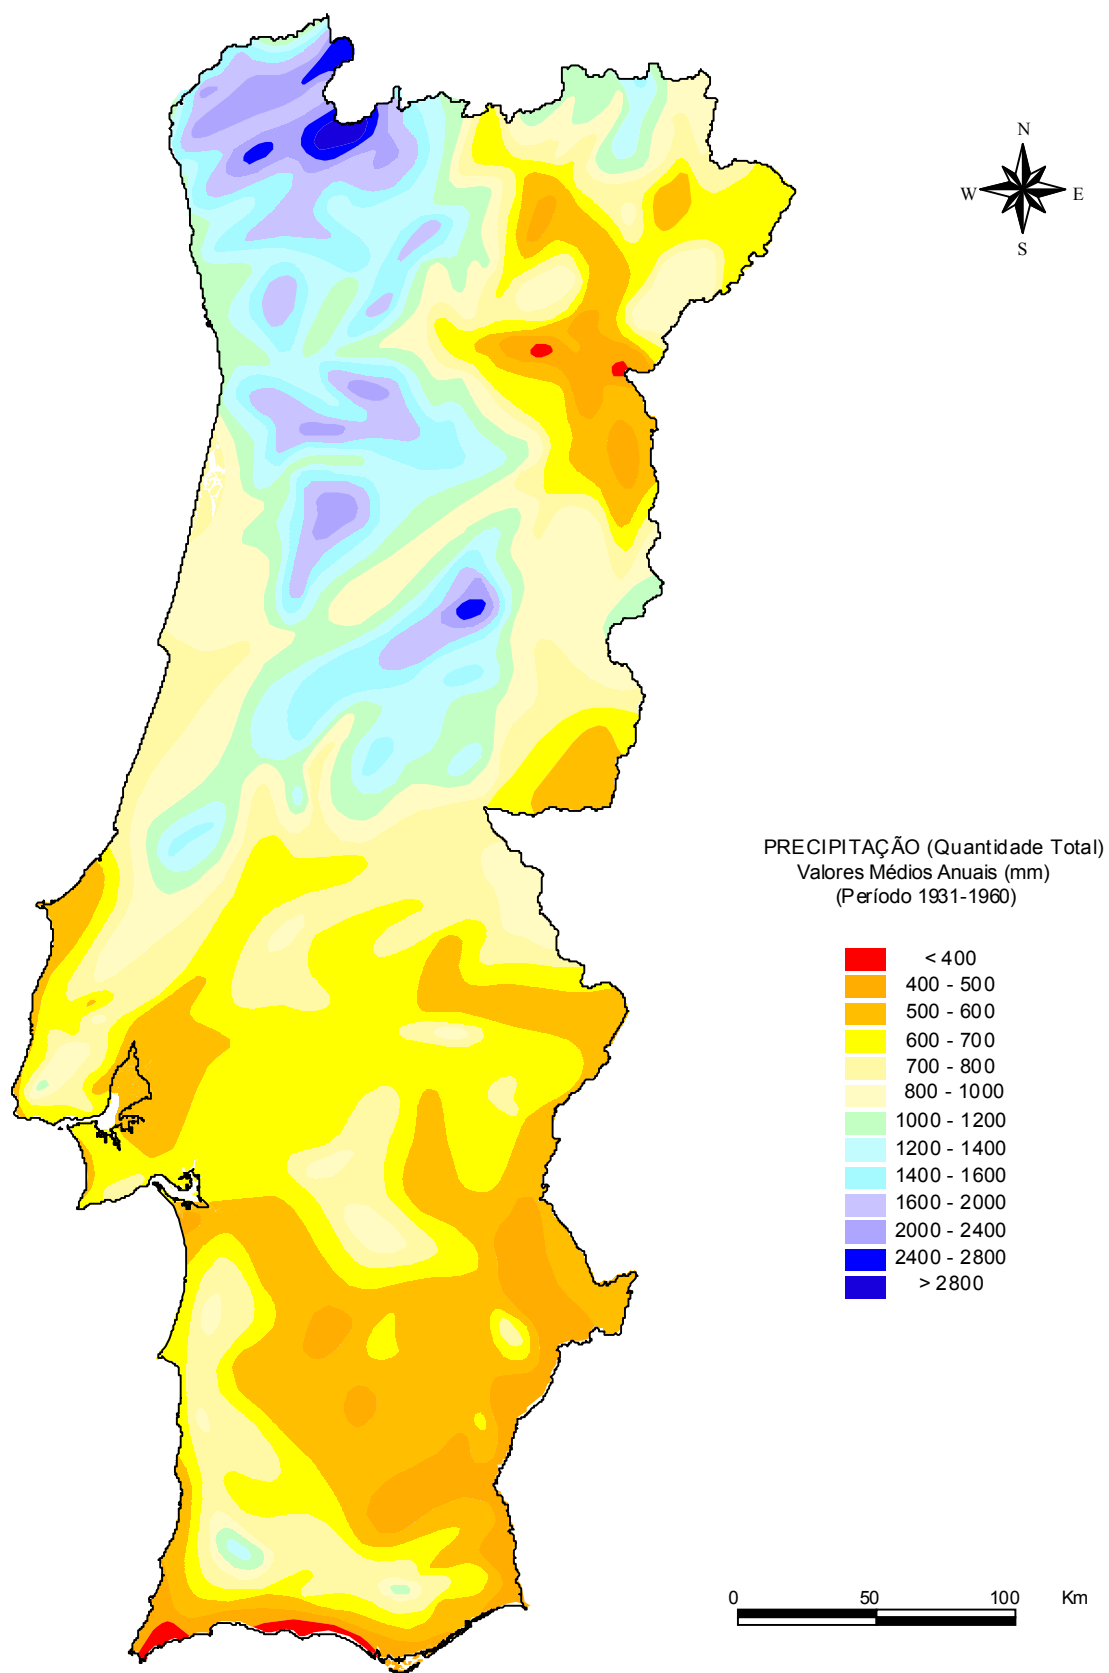 N
W
E
S
PRECIPITAÇÃO (Quantidade Total)
Valores Médios Anuais (mm)
(Período 1931-1960)
< 400
400 - 500
500 - 600
600 - 700
700 - 800
800 - 1000
1000 - 1200
1200 - 1400
1400 - 1600
1600 - 2000
2000 - 2400
2400 - 2800
> 2800
0 50 100 Km